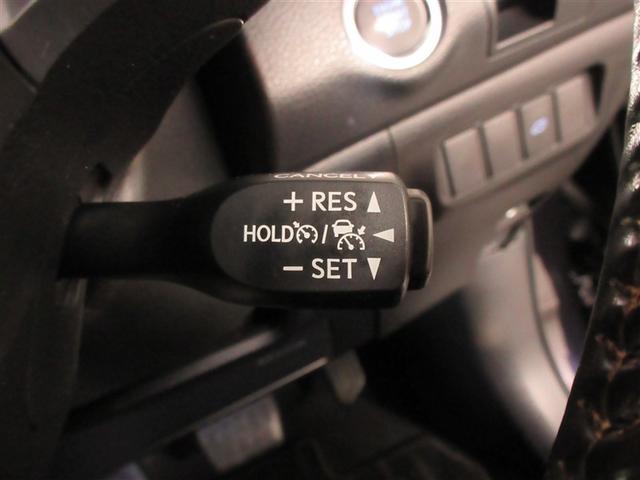 CANCEL
+ RES ▲
HOLD / ◀
− SET ▼